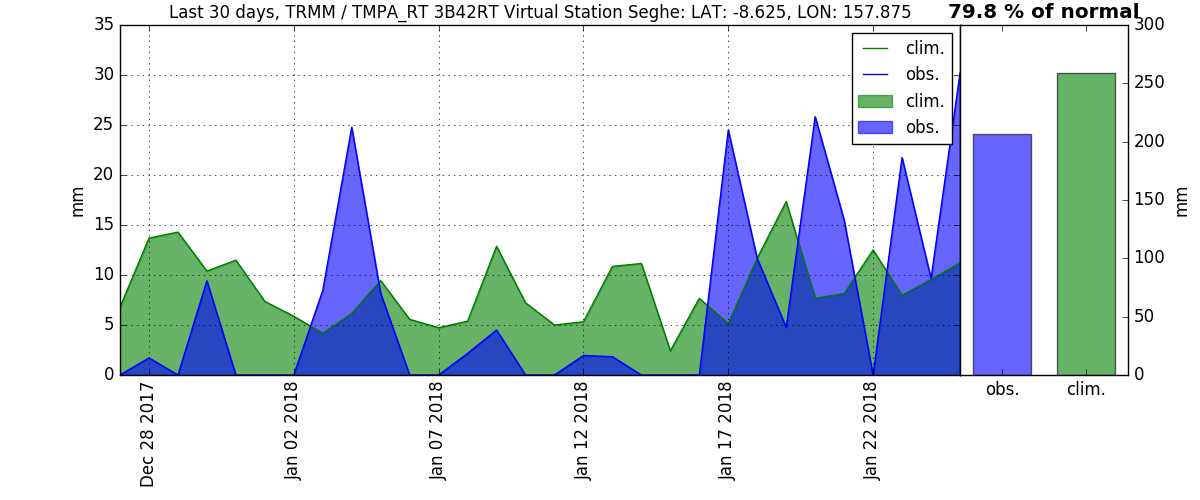 Last 30 days, TRMM / TMPA_RT 3B42RT Virtual Station Seghe: LAT: -8.625, LON: 157.875
79.8 % of normal
35
30
25
20
15
10
5
0
mm
clim.
obs.
clim.
obs.
Dec 28 2017
Jan 02 2018
Jan 07 2018
Jan 12 2018
Jan 17 2018
Jan 22 2018
300
250
200
150
100
50
0
mm
obs.
clim.